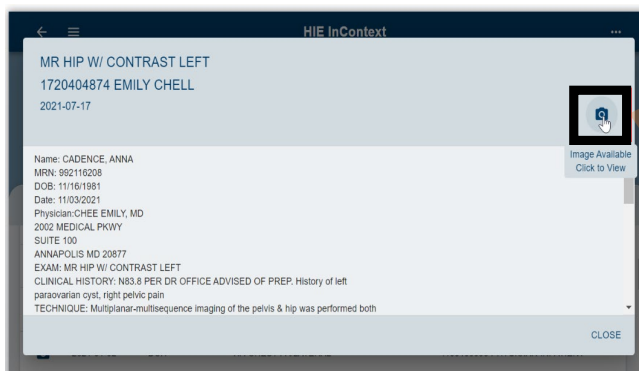 HIE InContext
MR HIP W/ CONTRAST LEFT
1720404874 EMILY CHELL
2021-07-17
Image Available
Click to View
Name: CADENCE, ANNA
MRN: 992116208
DOB: 11/16/1981
Date: 11/03/2021
Physician:CHEE EMILY, MD
2002 MEDICAL PKWY
SUITE 100
ANNAPOLIS MD 20877
EXAM: MR HIP W/ CONTRAST LEFT
CLINICAL HISTORY: N83.8 PER DR OFFICE ADVISED OF PREP. History of left
paraovarian cyst, right pelvic pain
TECHNIQUE: Multiplanar-multisequence imaging of the pelvis & hip was performed both
CLOSE